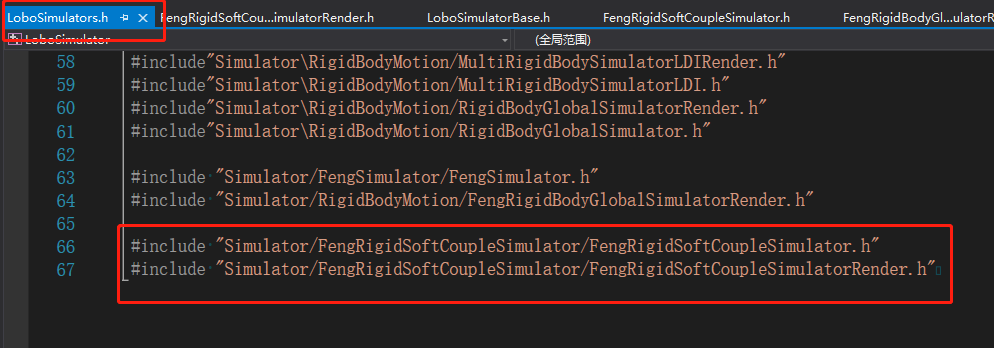 LoboSimulators.h FengRigidSoftCou...imulatorRender.h LoboSimulatorBase.h FengRigidSoftCoupleSimulator.h FengRigidBodyGl...ulatorR
LoboSimulator (全局范围)
58 #include"Simulator\RigidBodyMotion/MultiRigidBodySimulatorLDIRender.h"
59 #include"Simulator\RigidBodyMotion/MultiRigidBodySimulatorLDI.h"
60 #include"Simulator\RigidBodyMotion/RigidBodyGlobalSimulatorRender.h"
61 #include"Simulator\RigidBodyMotion/RigidBodyGlobalSimulator.h"
62
63 #include "Simulator/FengSimulator/FengSimulator.h"
64 #include "Simulator/RigidBodyMotion/FengRigidBodyGlobalSimulatorRender.h"
65
66 #include "Simulator/FengRigidSoftCoupleSimulator/FengRigidSoftCoupleSimulator.h"
67 #include "Simulator/FengRigidSoftCoupleSimulator/FengRigidSoftCoupleSimulatorRender.h"